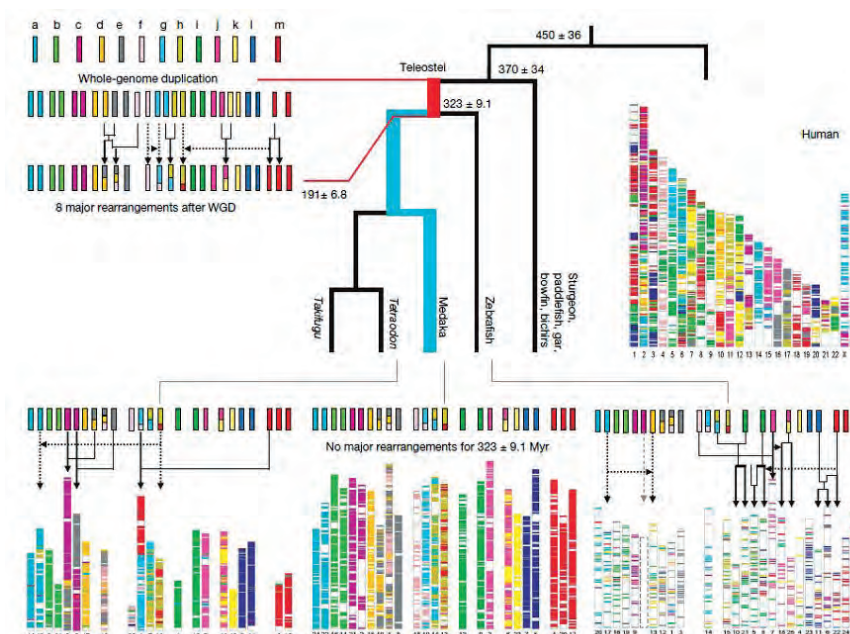 a b c d e f g h i j k l m
Whole-genome duplication
8 major rearrangements after WGD
450 ± 36
Teleostei
370 ± 34
323 ± 9.1
191± 6.8
Human
Takifugu
Tetraodon
Medaka
Zebrafish
Sturgeon,
paddlefish, gar,
bowfin, bichirs
1 2 3 4 5 6 7 8 9 10 11 12 13 14 15 16 17 18 19 20 21 22 X
No major rearrangements for 323 ± 9.1 Myr